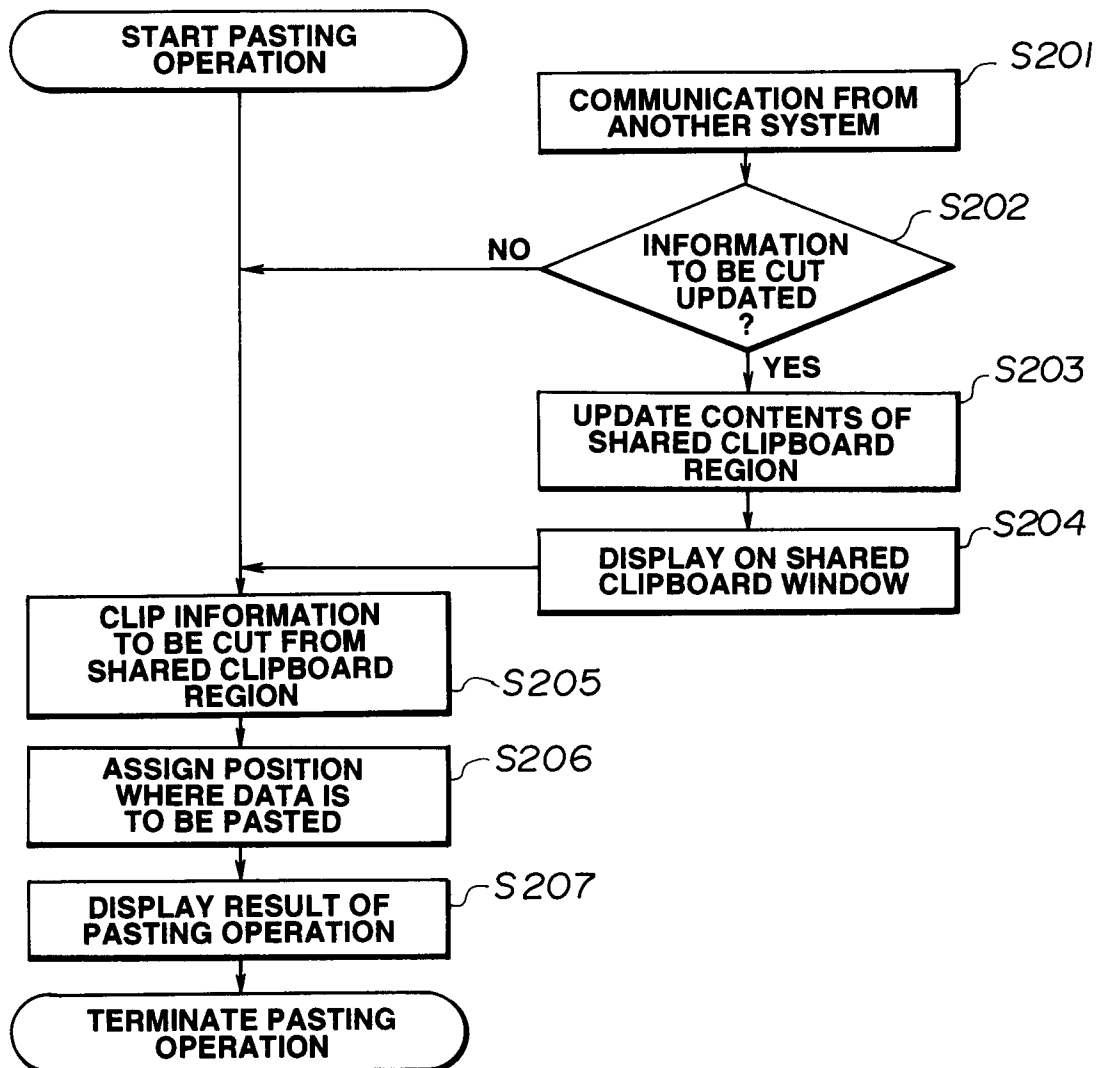 START PASTING
OPERATION
S201
COMMUNICATION FROM
ANOTHER SYSTEM
S202
NO
INFORMATION
TO BE CUT
UPDATED
?
YES
S203
UPDATE CONTENTS OF
SHARED CLIPBOARD
REGION
S204
DISPLAY ON SHARED
CLIPBOARD WINDOW
CLIP INFORMATION
TO BE CUT FROM
SHARED CLIPBOARD
REGION
S205
ASSIGN POSITION
WHERE DATA IS
TO BE PASTED
S206
DISPLAY RESULT OF
PASTING OPERATION
S207
TERMINATE PASTING
OPERATION